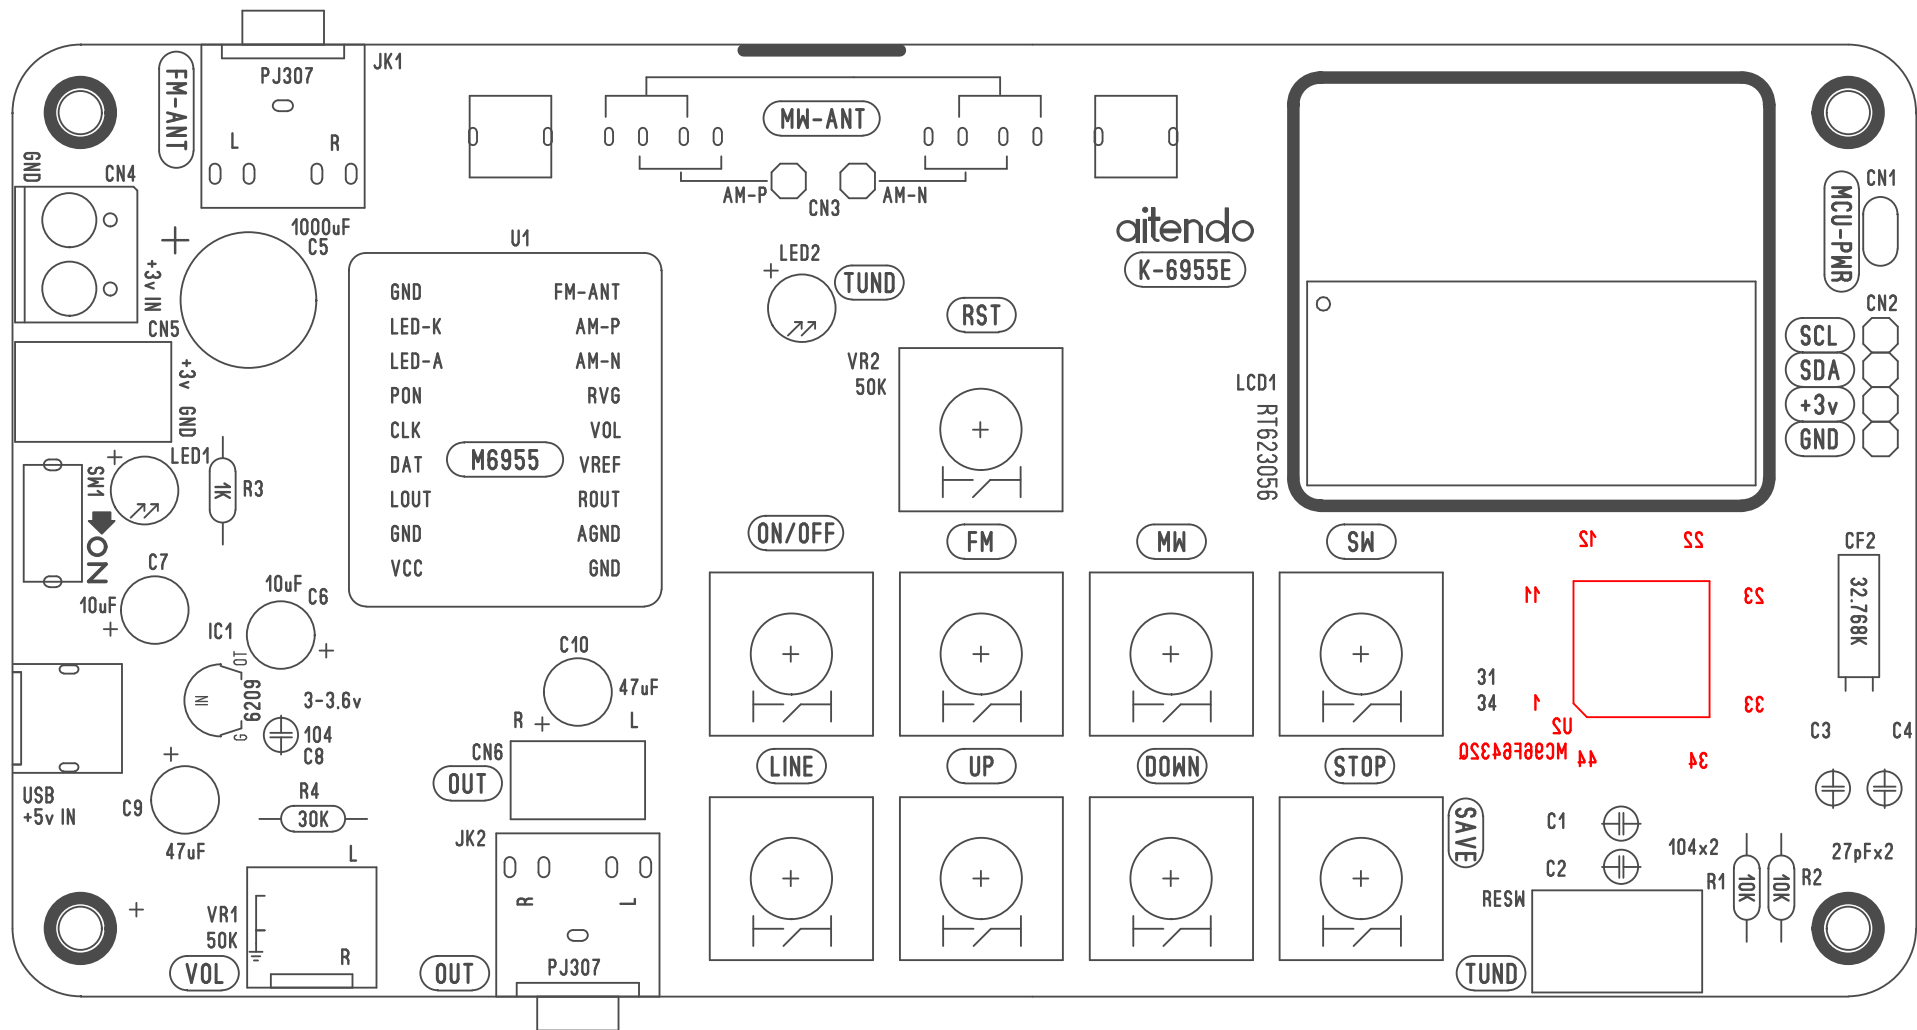 FM-ANT
PJ307
JK1
L
R
GND
CN4
+3v IN
CN5
+3v
GND
1000uF
C5
U1
GND
LED-K
LED-A
PON
CLK
DAT
LOUT
GND
VCC
M6955
FM-ANT
AM-P
AM-N
RVG
VOL
VREF
ROUT
AGND
GND
MW-ANT
AM-P
CN3
AM-N
aitendo
K-6955E
LED2
TUND
RST
VR2
50K
LCD1
RT623056
CN1
MCU-PWR
CN2
SCL
SDA
+3v
GND
LED1
SW1
ON
1K
R3
C7
10uF
10uF
C6
IC1
OT
IN
6209
G
3-3.6v
104
C8
USB
+5v IN
C9
47uF
R4
30K
C10
47uF
R
L
CN6
OUT
JK2
R
L
PJ307
OUT
VR1
50K
L
R
VOL
ON/OFF
FM
MW
SW
LINE
UP
DOWN
STOP
SAVE
12
22
11
23
31
34
1
33
U2
MC96F6432Q
44
34
CF2
32.768K
C3
C4
27pFx2
C1
C2
104x2
R1
10K
10K
R2
RESW
TUND